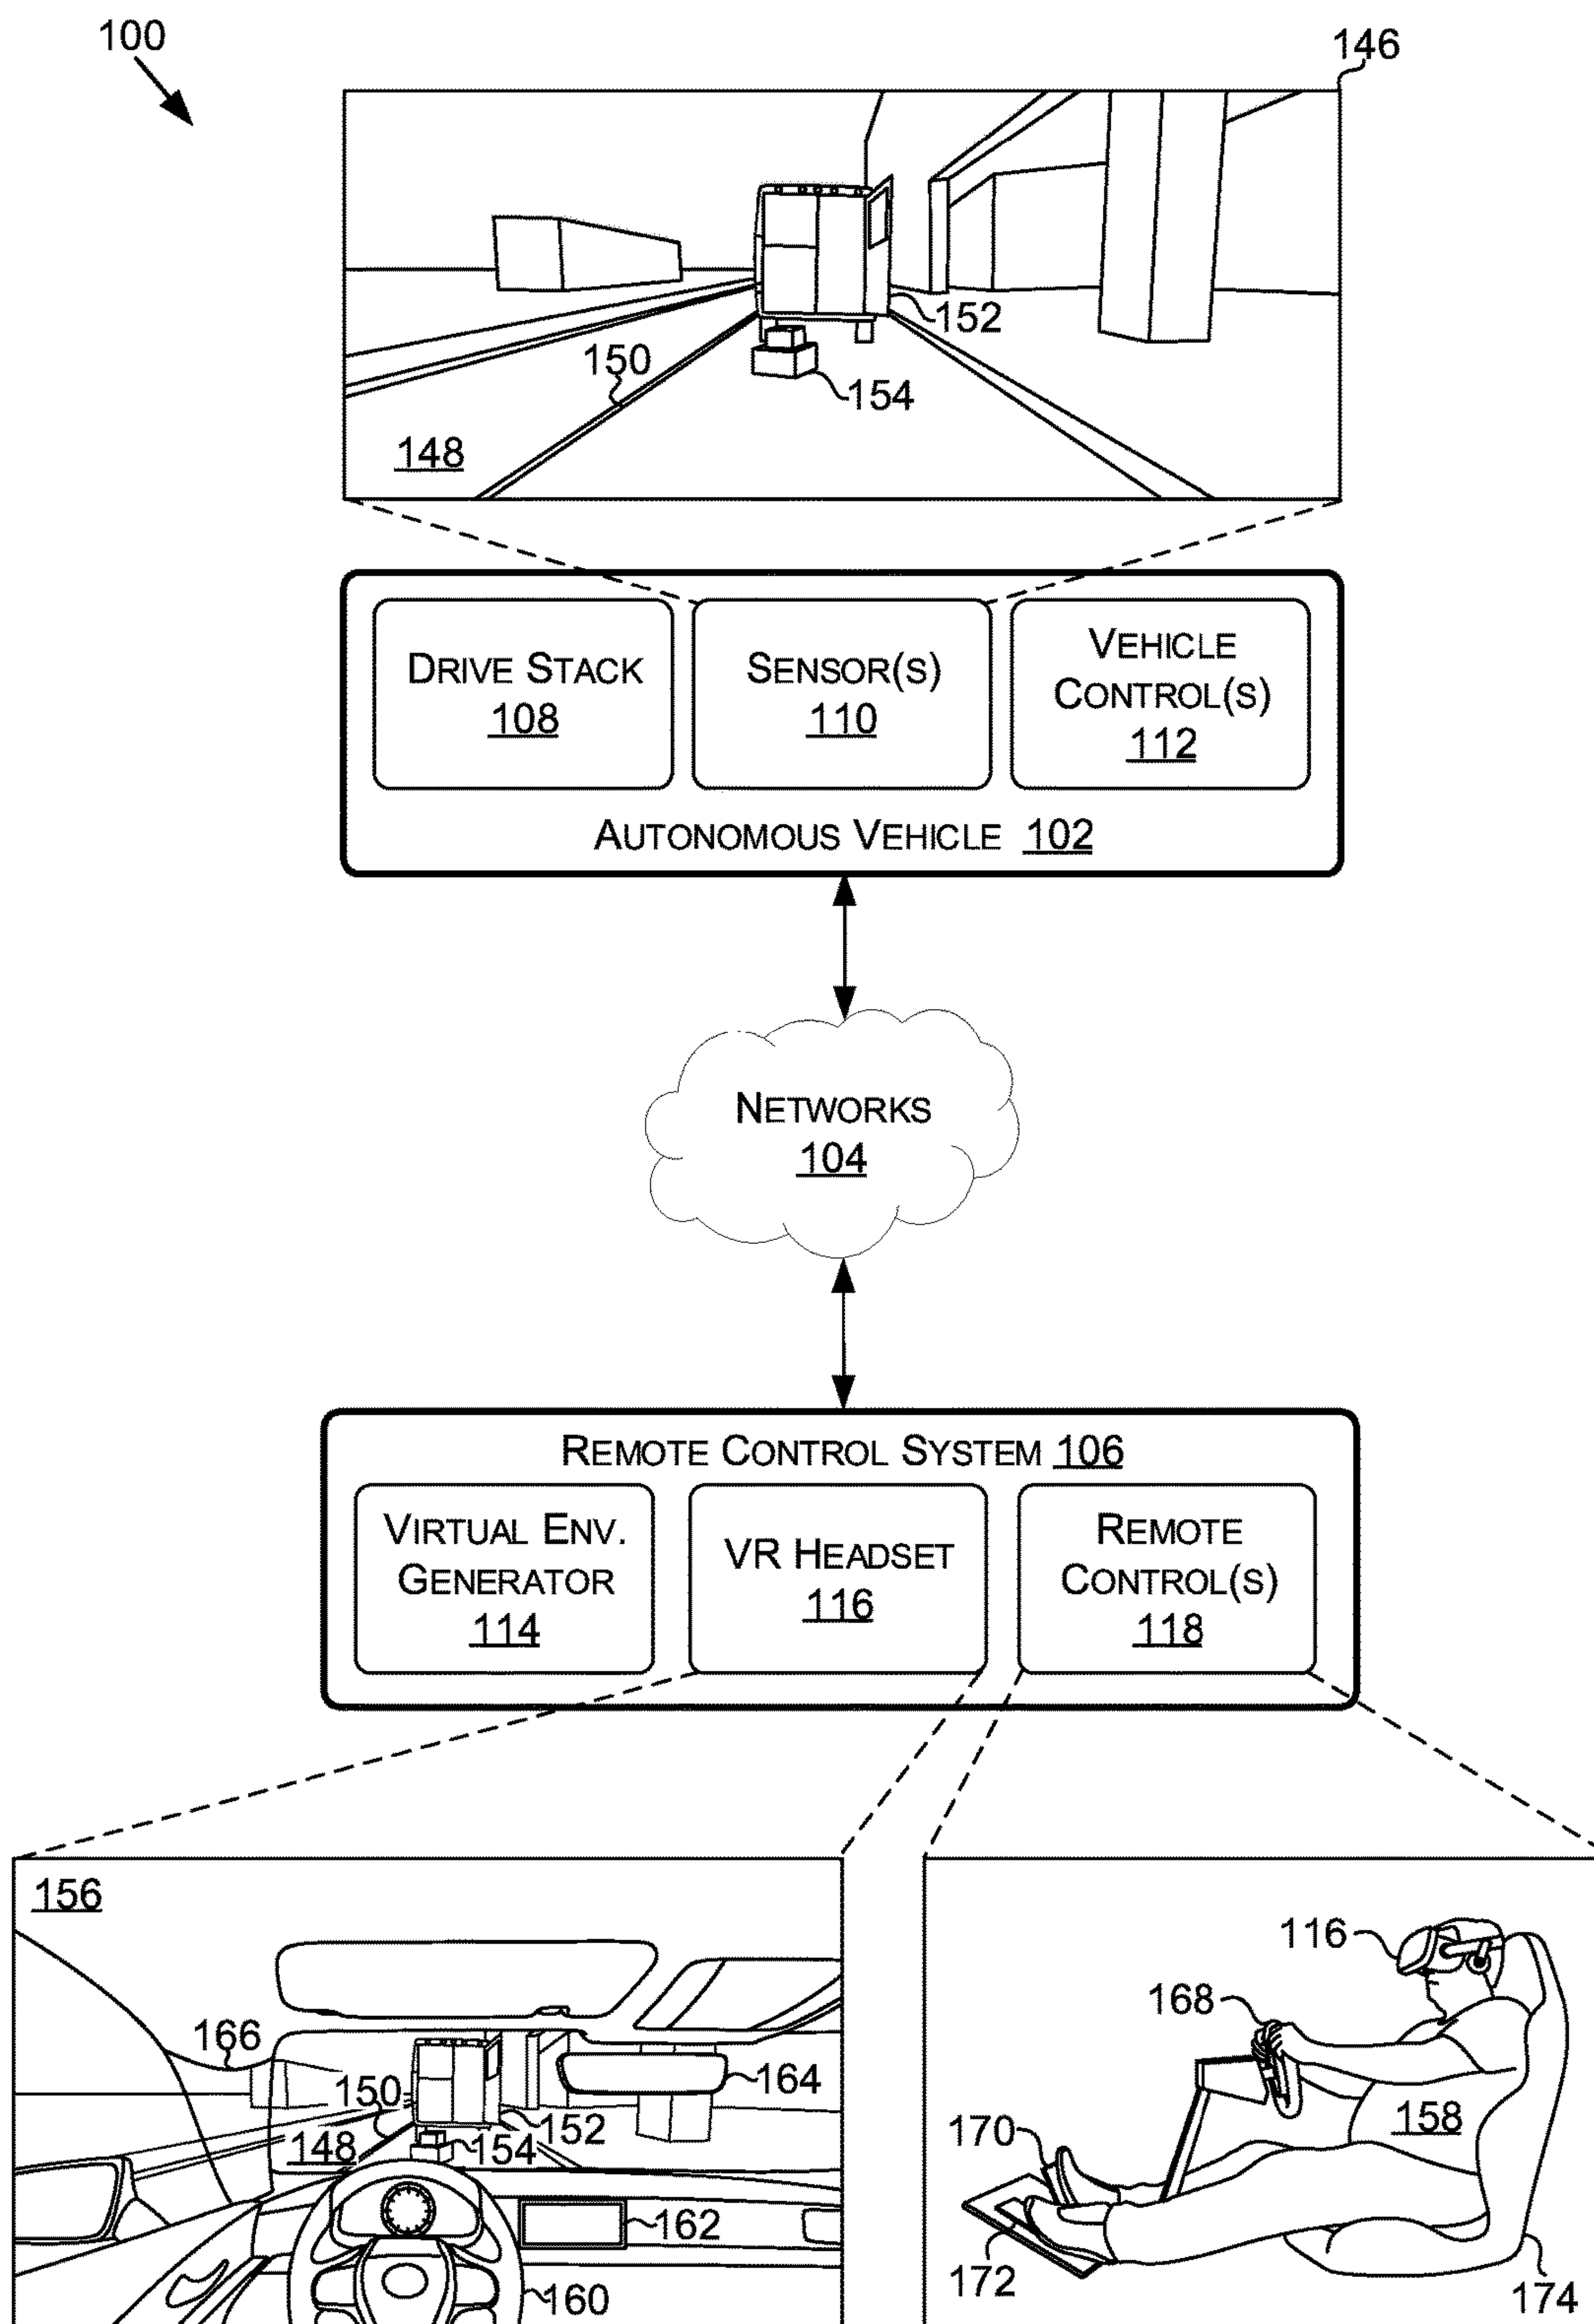 100
146
152
150
154
148
DRIVE STACK
108
SENSOR(S)
110
VEHICLE
CONTROL(S)
112
AUTONOMOUS VEHICLE 102
NETWORKS
104
REMOTE CONTROL SYSTEM 106
VIRTUAL ENV.
GENERATOR
114
VR HEADSET
116
REMOTE
CONTROL(S)
118
156
166
164
150
152
148
154
162
160
116
168
158
170
172
174